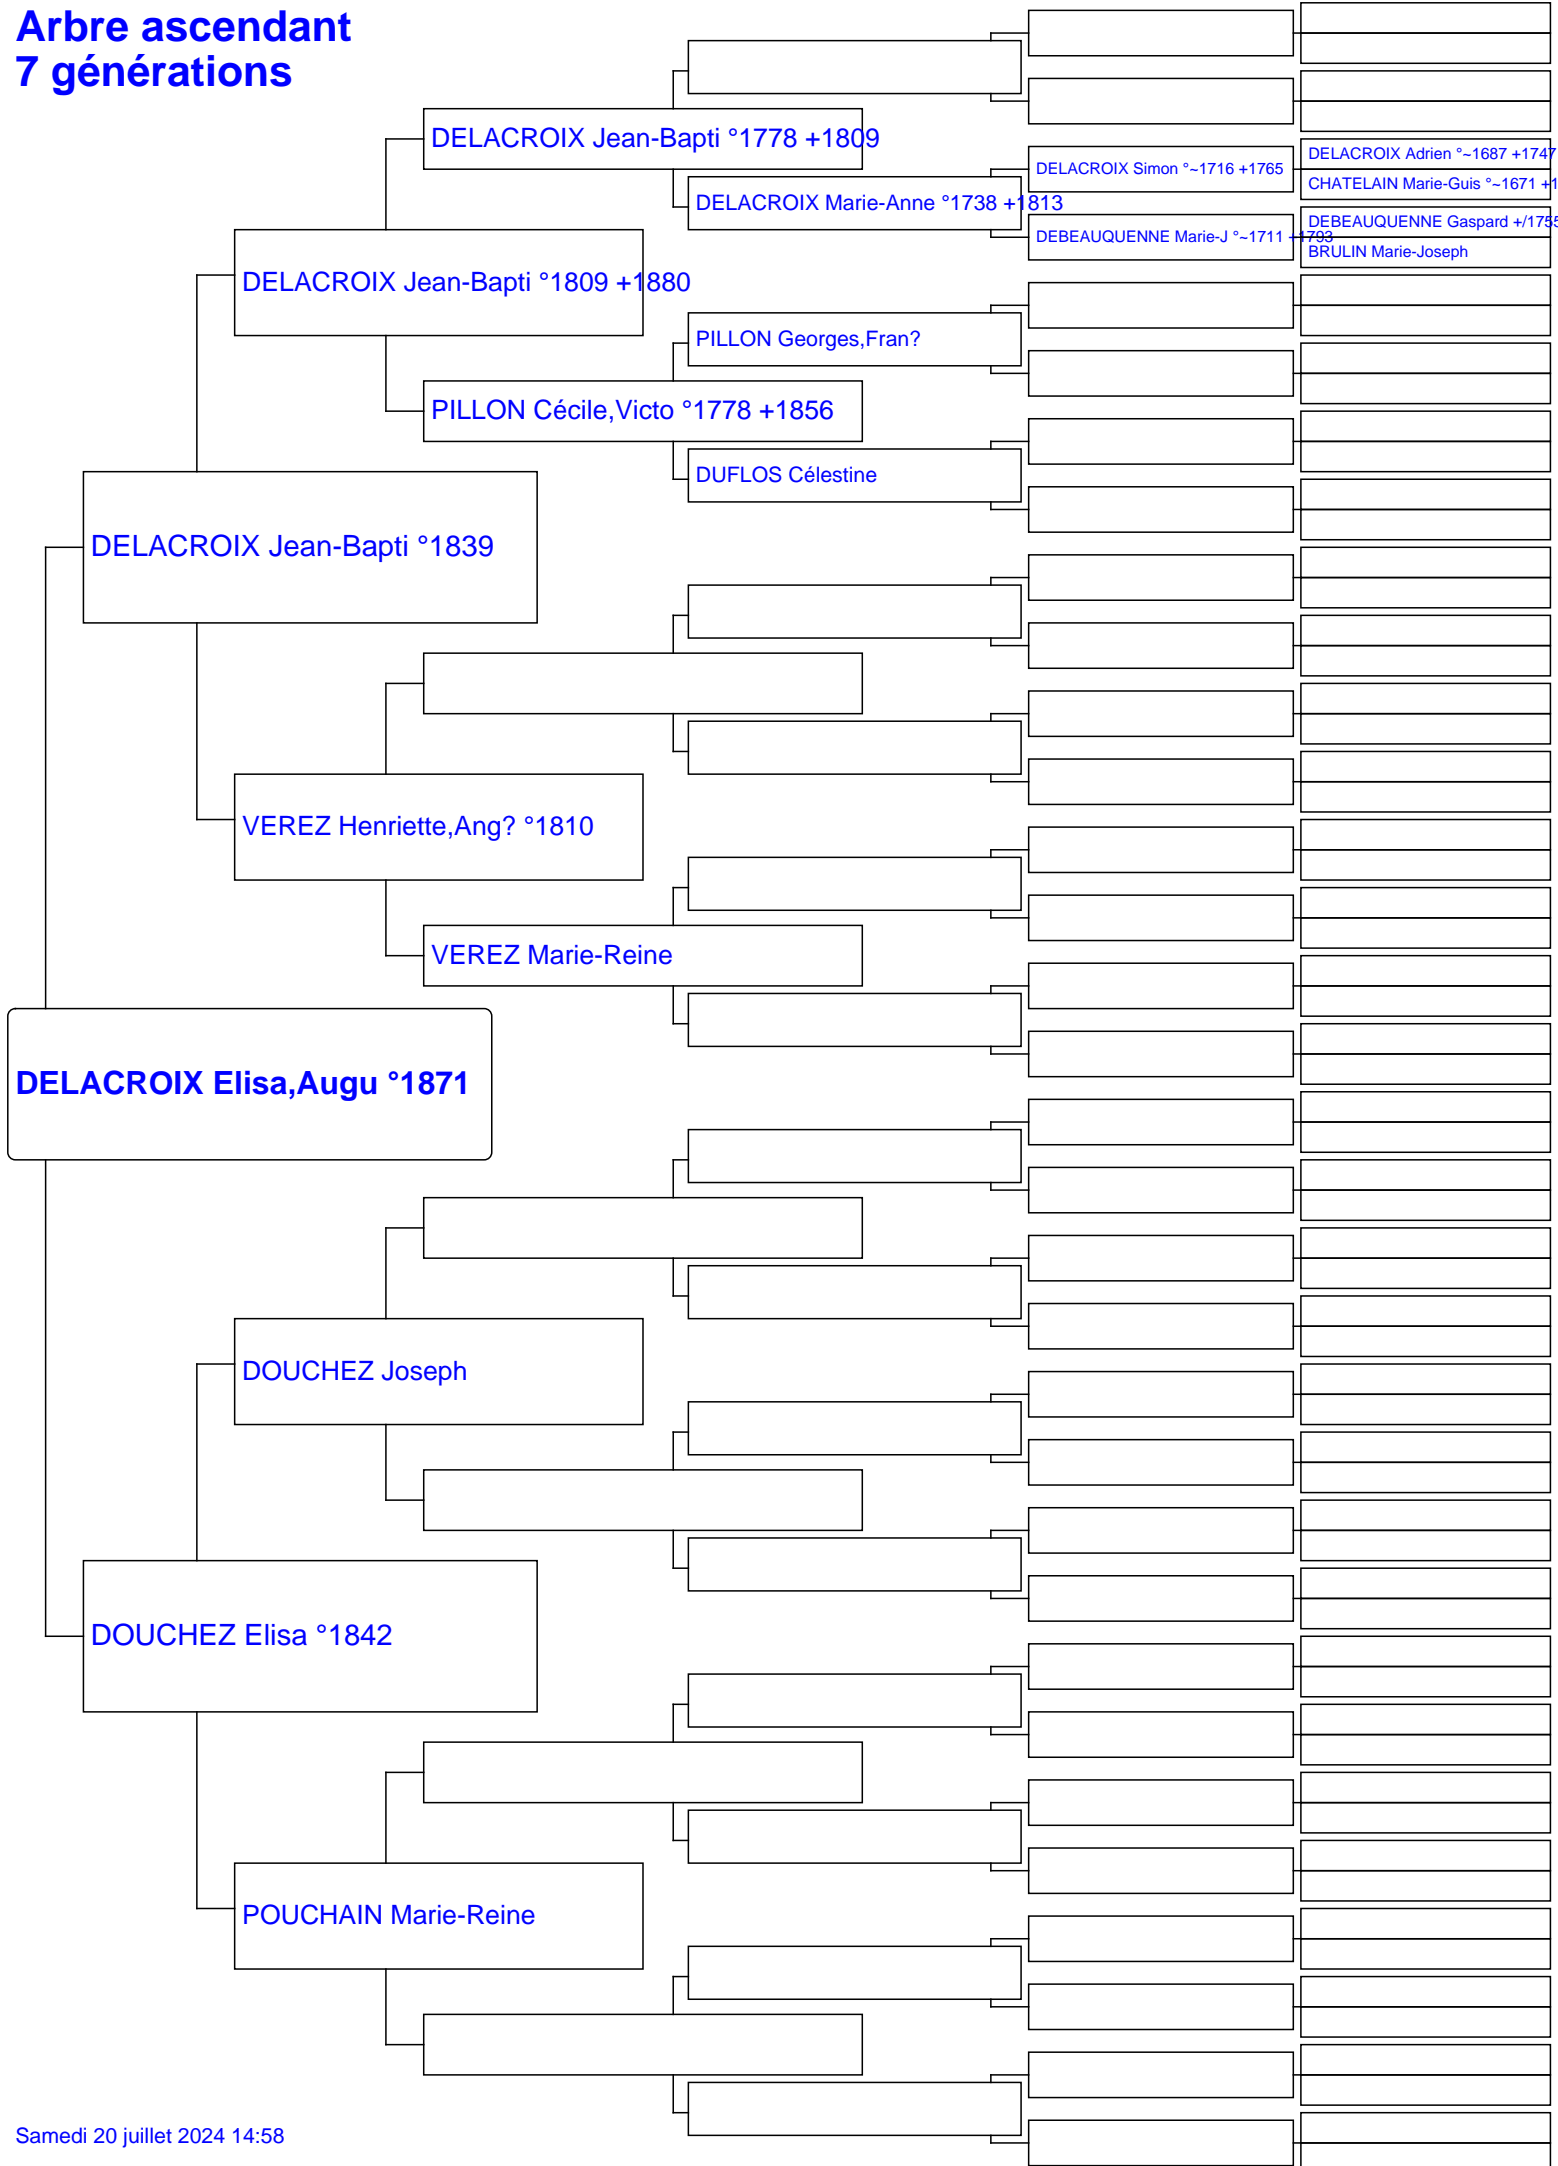 Arbre ascendant
7 générations
DELACROIX Jean-Bapti °1778 +1809
DELACROIX Simon °~1716 +1765
DELACROIX Adrien °~1687 +1747
CHATELAIN Marie-Guis °~1671 +1
DELACROIX Marie-Anne °1738 +1813
DEBEAUQUENNE Marie-J °~1711 +1793
DEBEAUQUENNE Gaspard +/1755
BRULIN Marie-Joseph
DELACROIX Jean-Bapti °1809 +1880
PILLON Georges,Fran?
PILLON Cécile,Victo °1778 +1856
DUFLOS Célestine
DELACROIX Jean-Bapti °1839
VEREZ Henriette,Ang? °1810
VEREZ Marie-Reine
DELACROIX Elisa,Augu °1871
DOUCHEZ Joseph
DOUCHEZ Elisa °1842
POUCHAIN Marie-Reine
Samedi 20 juillet 2024 14:58